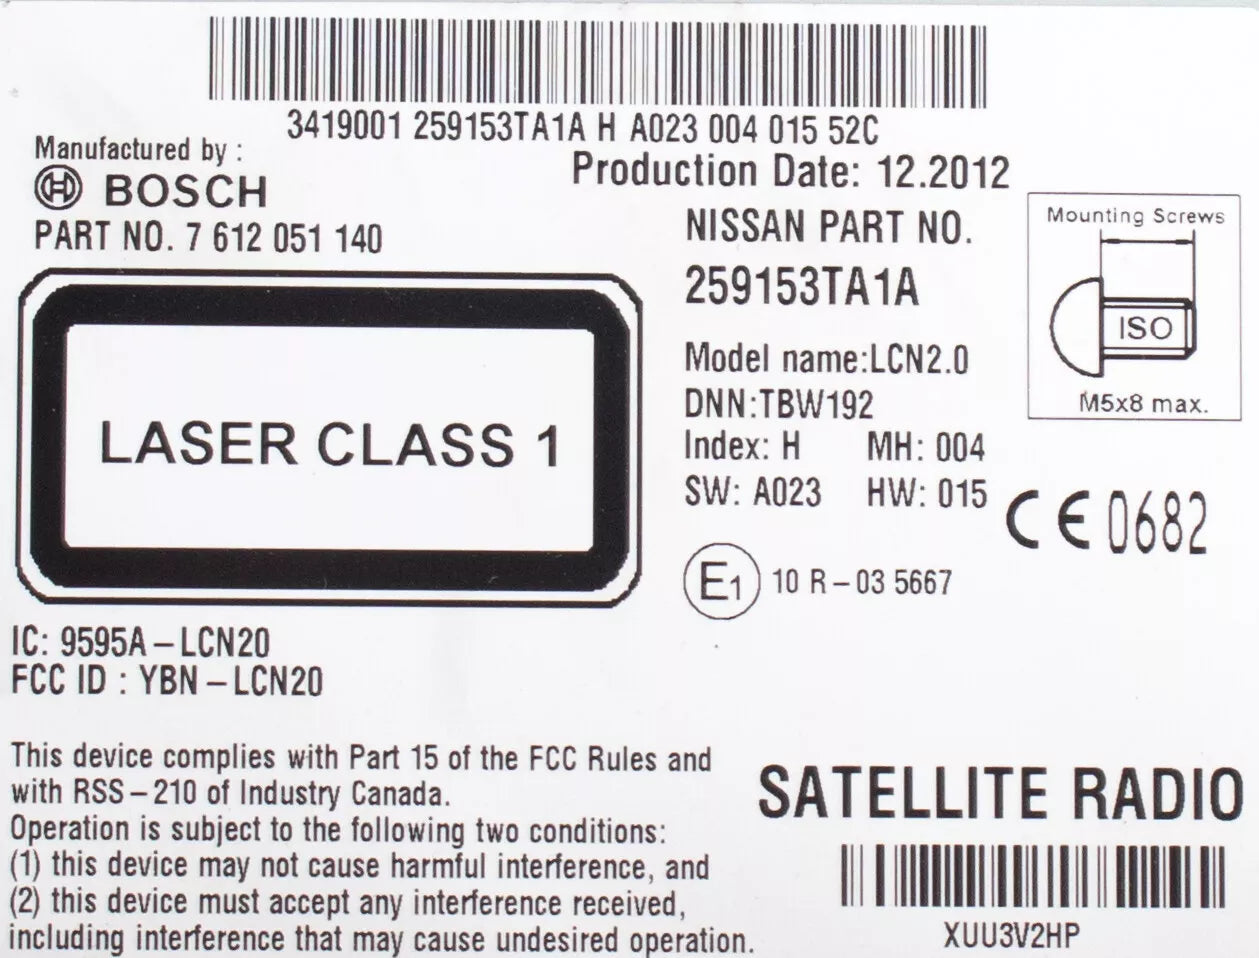 3419001 259153TA1A H A023 004 015 52C
Manufactured by :
BOSCH
PART NO. 7 612 051 140
Production Date: 12.2012
NISSAN PART NO.
259153TA1A
Mounting Screws
ISO
M5x8 max.
LASER CLASS 1
Model name:LCN2.0
DNN:TBW192
Index: H MH: 004
SW: A023 HW: 015
CE 0682
E1 10 R-03 5667
IC: 9595A-LCN20
FCC ID : YBN-LCN20
This device complies with Part 15 of the FCC Rules and
with RSS-210 of Industry Canada.
Operation is subject to the following two conditions:
(1) this device may not cause harmful interference, and
(2) this device must accept any interference received,
including interference that may cause undesired operation.
SATELLITE RADIO
XUU3V2HP